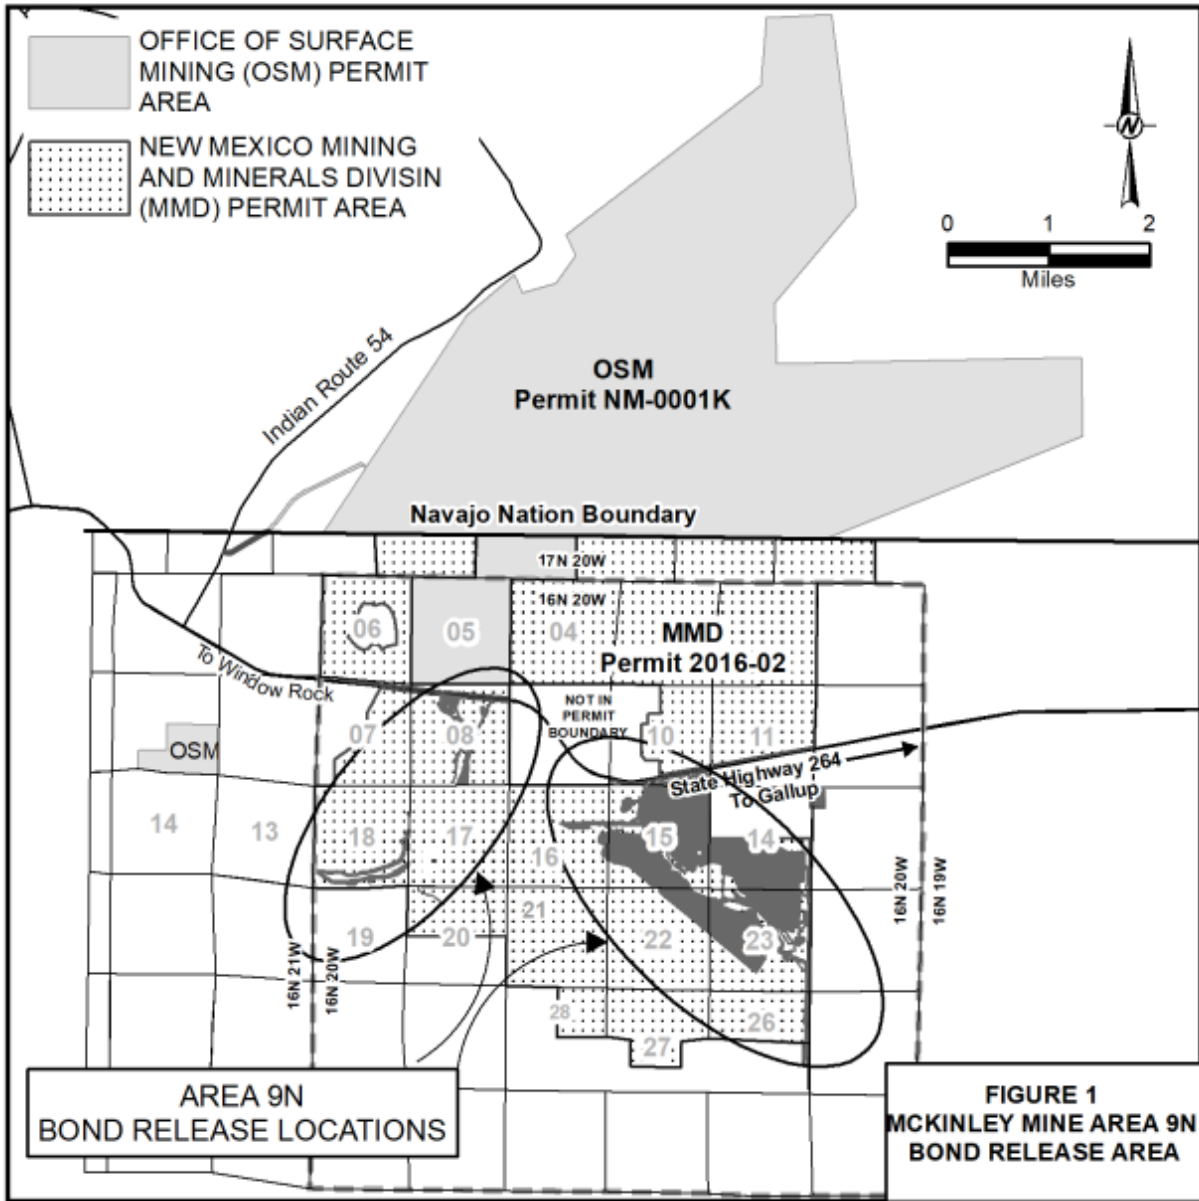 OFFICE OF SURFACE
MINING (OSM) PERMIT
AREA
NEW MEXICO MINING
AND MINERALS DIVISIN
(MMD) PERMIT AREA
N
0 1 2
Miles
Indian Route 54
OSM
Permit NM-0001K
Navajo Nation Boundary
17N 20W
16N 20W
06
05
04
MMD
Permit 2016-02
To Window Rock
NOT IN
PERMIT
BOUNDARY
07
08
10
11
OSM
State Highway 264
To Gallup
14
13
18
17
16
15
14
16N 20W
16N 19W
19
20
21
22
23
16N 21W
16N 20W
28
27
26
AREA 9N
BOND RELEASE LOCATIONS
FIGURE 1
MCKINLEY MINE AREA 9N
BOND RELEASE AREA